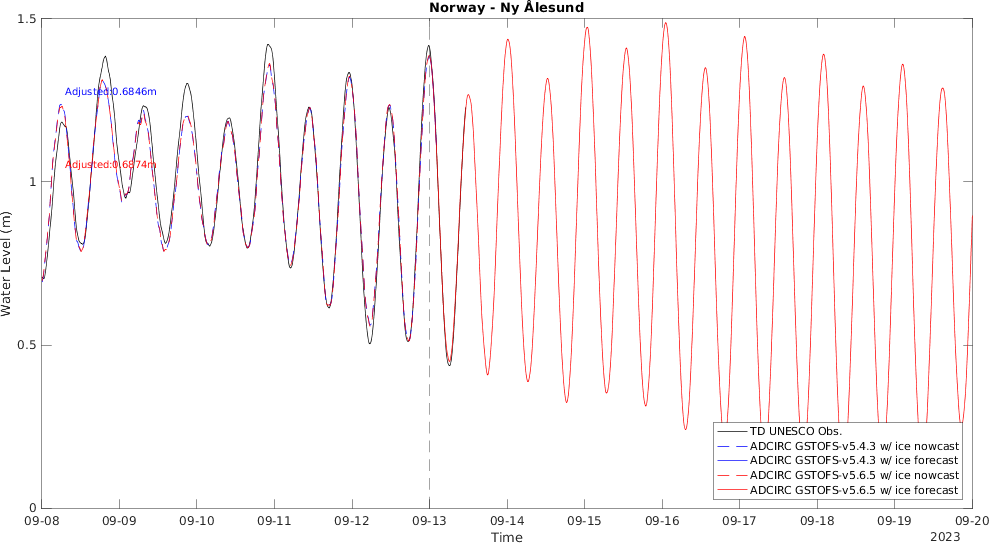 Norway - Ny Ålesund
1.5
1
0.5
0
Water Level (m)
Adjusted:0.6846m
Adjusted:0.6874m
TD UNESCO Obs.
ADCIRC GSTOFS-v5.4.3 w/ ice nowcast
ADCIRC GSTOFS-v5.4.3 w/ ice forecast
ADCIRC GSTOFS-v5.6.5 w/ ice nowcast
ADCIRC GSTOFS-v5.6.5 w/ ice forecast
09-08 09-09 09-10 09-11 09-12 09-13 09-14 09-15 09-16 09-17 09-18 09-19 09-20
Time
2023